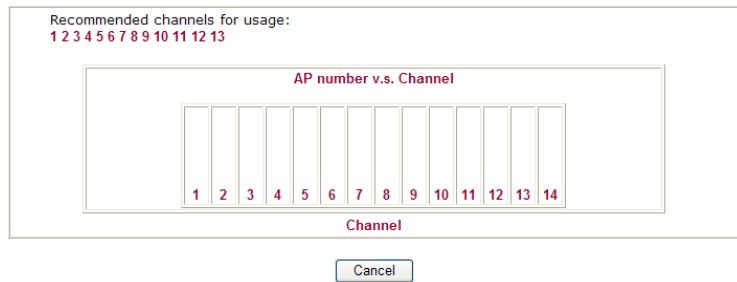 Recommended channels for usage:
1 2 3 4 5 6 7 8 9 10 11 12 13
AP number v.s. Channel
1 2 3 4 5 6 7 8 9 10 11 12 13 14
Channel
Cancel